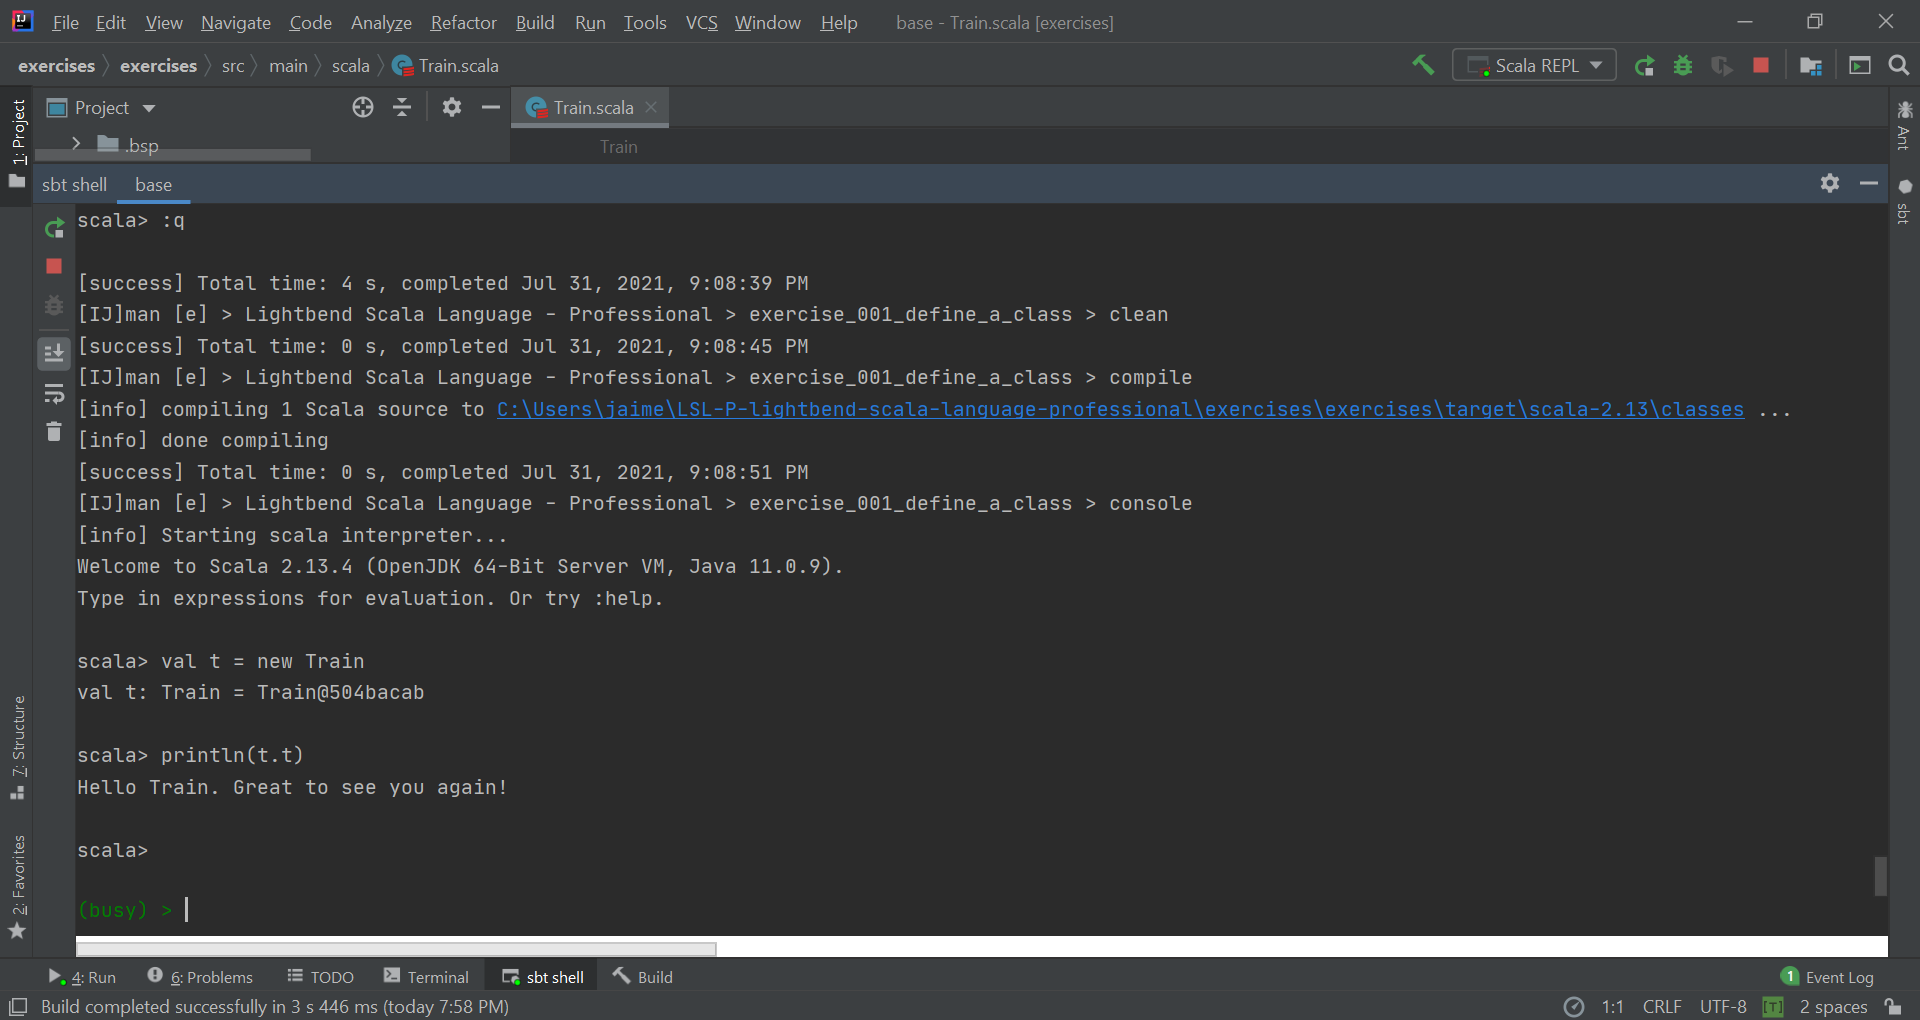 File Edit View Navigate Code Analyze Refactor Build Run Tools VCS Window Help base - Train.scala [exercises]
exercises exercises src main scala Train.scala Scala REPL
Project Train.scala
.bsp Train
sbt shell base
scala> :q
[success] Total time: 4 s, completed Jul 31, 2021, 9:08:39 PM
[IJ]man [e] > Lightbend Scala Language - Professional > exercise_001_define_a_class > clean
[success] Total time: 0 s, completed Jul 31, 2021, 9:08:45 PM
[IJ]man [e] > Lightbend Scala Language - Professional > exercise_001_define_a_class > compile
[info] compiling 1 Scala source to C:\Users\jaime\LSL-P-lightbend-scala-language-professional\exercises\exercises\target\scala-2.13\classes ...
[info] done compiling
[success] Total time: 0 s, completed Jul 31, 2021, 9:08:51 PM
[IJ]man [e] > Lightbend Scala Language - Professional > exercise_001_define_a_class > console
[info] Starting scala interpreter...
Welcome to Scala 2.13.4 (OpenJDK 64-Bit Server VM, Java 11.0.9).
Type in expressions for evaluation. Or try :help.
scala> val t = new Train
val t: Train = Train@504bacab
scala> println(t.t)
Hello Train. Great to see you again!
scala>
(busy) >
1: Project
7: Structure
2: Favorites
Ant
sbt
4: Run 6: Problems TODO Terminal sbt shell Build 1 Event Log
Build completed successfully in 3 s 446 ms (today 7:58 PM) 1:1 CRLF UTF-8 [T] 2 spaces